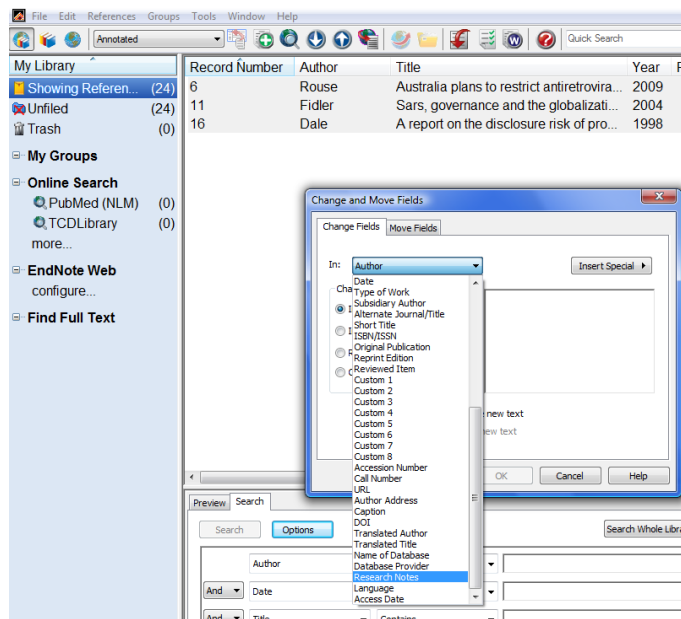 File Edit References Groups Tools Window Help
Annotated
Quick Search
My Library
Showing Referen... (24)
Unfiled (24)
Trash (0)
My Groups
Online Search
PubMed (NLM) (0)
TCDLibrary (0)
more...
EndNote Web
configure...
Find Full Text
Record Number Author Title Year
6 Rouse Australia plans to restrict antiretrovira... 2009
11 Fidler Sars, governance and the globalizati... 2004
16 Dale A report on the disclosure risk of pro... 1998
Change and Move Fields
Change Fields Move Fields
In: Author Insert Special
Date
Type of Work
Subsidiary Author
Alternate Journal/Title
Short Title
ISBN/ISSN
Original Publication
Reprint Edition
Reviewed Item
Custom 1
Custom 2
Custom 3
Custom 4
Custom 5
Custom 6
Custom 7
Custom 8
Accession Number
Call Number
URL
Author Address
Caption
DOI
Translated Author
Translated Title
Name of Database
Database Provider
Research Notes
Language
Access Date
new text
new text
OK Cancel Help
Preview Search
Search Options Search Whole Libra
Author
And Date
And Title Contains